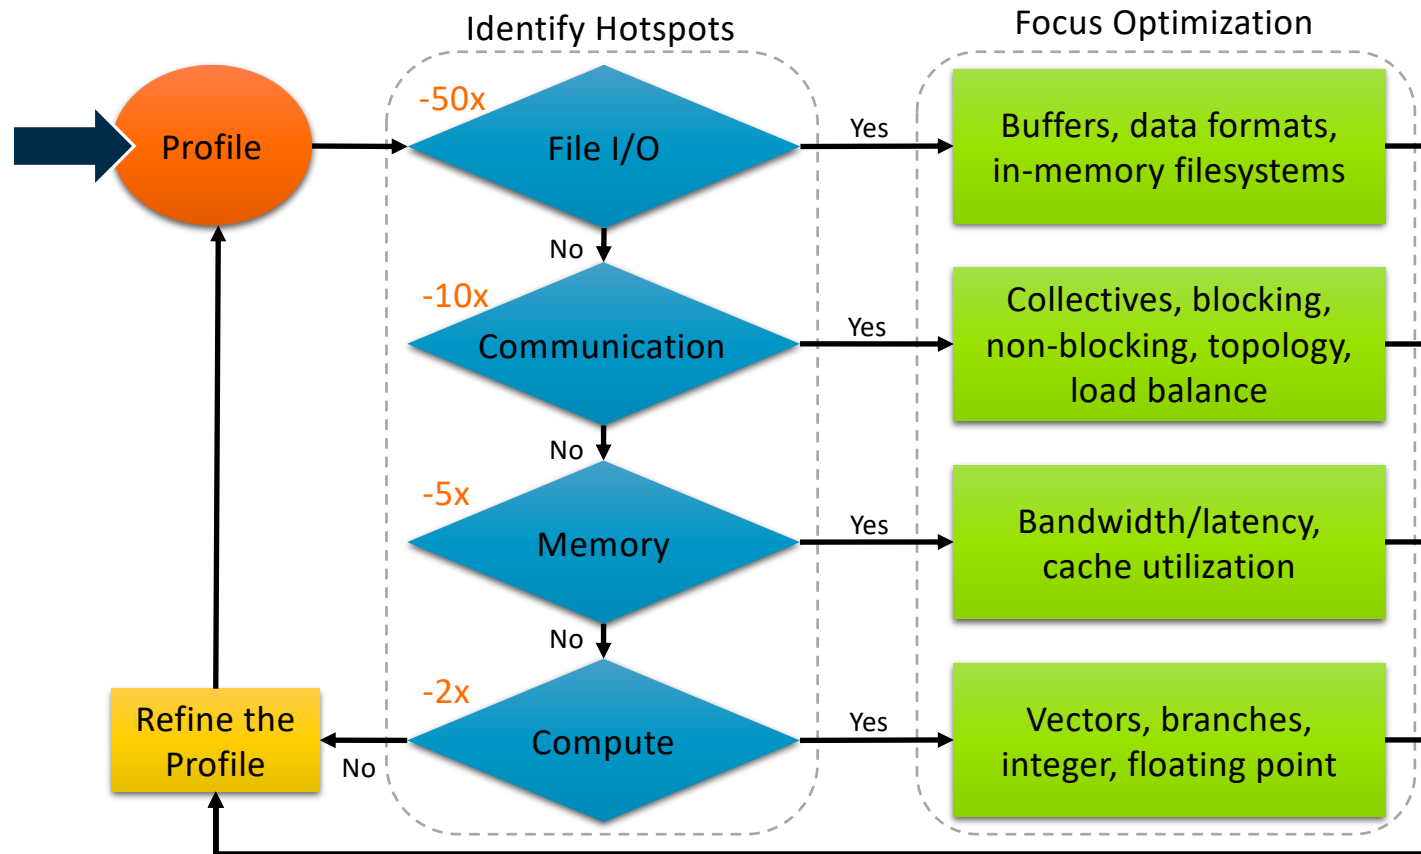 Identify Hotspots
Focus Optimization
Profile
-50x
File I/O
Yes
Buffers, data formats,
in-memory filesystems
No
-10x
Communication
Yes
Collectives, blocking,
non-blocking, topology,
load balance
No
-5x
Memory
Yes
Bandwidth/latency,
cache utilization
No
-2x
Compute
Yes
Vectors, branches,
integer, floating point
No
Refine the
Profile